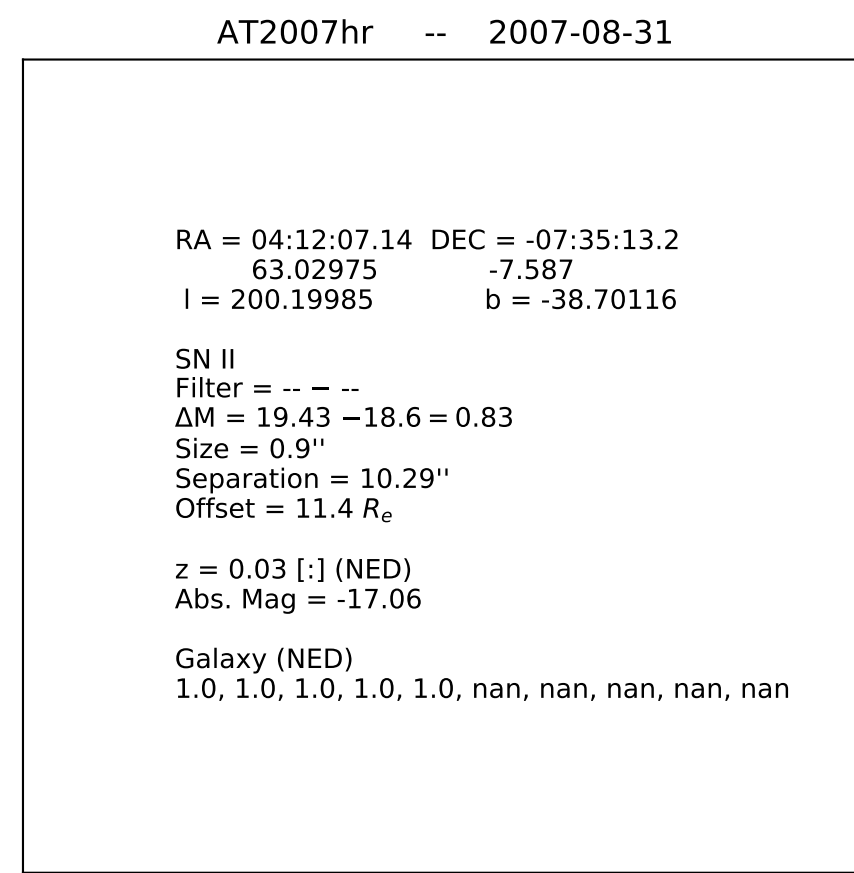 AT2007hr -- 2007-08-31
RA = 04:12:07.14 DEC = -07:35:13.2
63.02975 -7.587
l = 200.19985 b = -38.70116
SN II
Filter = -- − --
ΔM = 19.43 −18.6 = 0.83
Size = 0.9''
Separation = 10.29''
Offset = 11.4 Re
z = 0.03 [:] (NED)
Abs. Mag = -17.06
Galaxy (NED)
1.0, 1.0, 1.0, 1.0, 1.0, nan, nan, nan, nan, nan